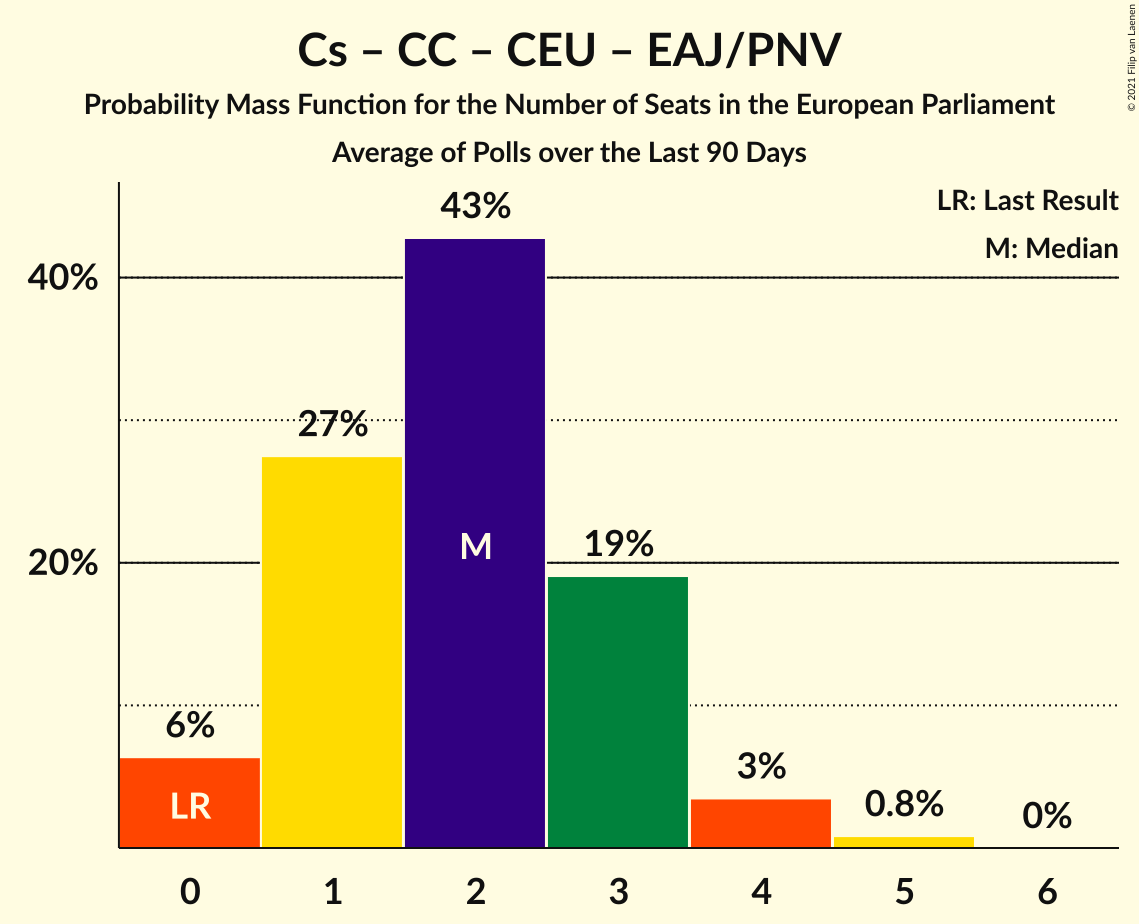 Cs – CC – CEU – EAJ/PNV
Probability Mass Function for the Number of Seats in the European Parliament
Average of Polls over the Last 90 Days
© 2021 Filip van Laenen
LR: Last Result
M: Median
43%
40%
27%
M
19%
20%
6%
3%
LR
0.8%
0%
0 1 2 3 4 5 6